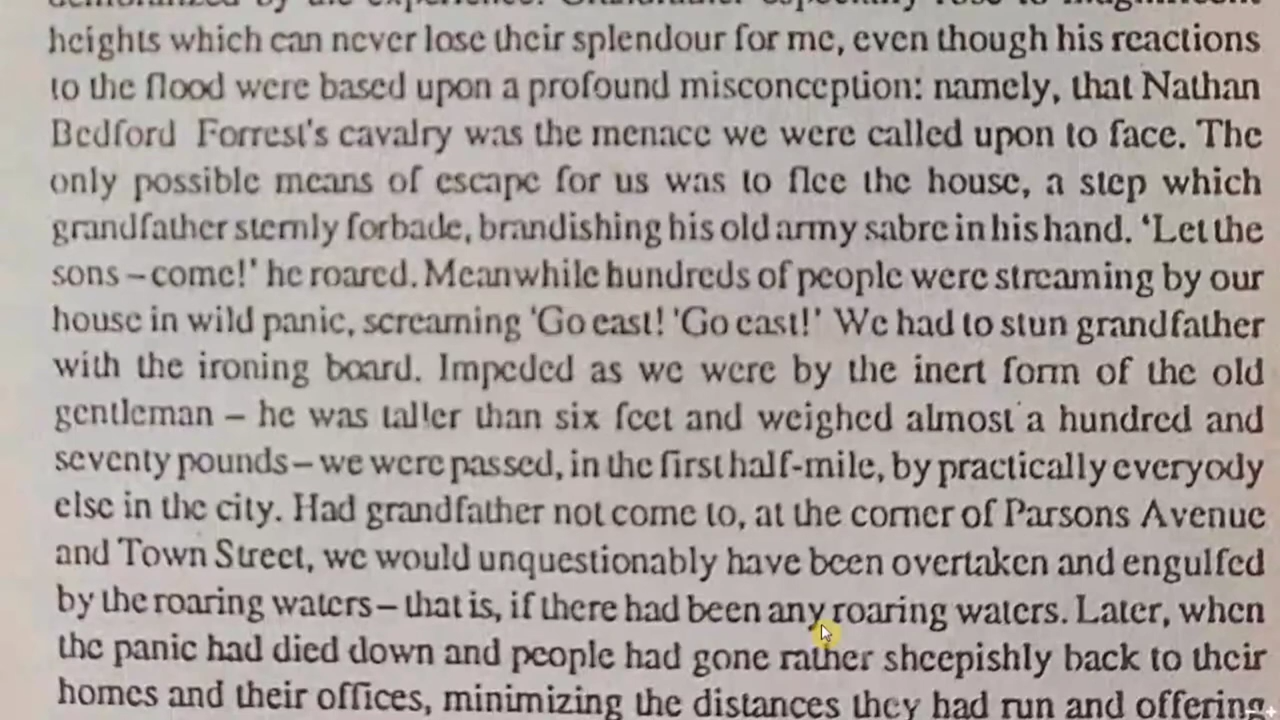 demoralized by the experience. Grandfather especially rose to magnificent
heights which can never lose their splendour for me, even though his reactions
to the flood were based upon a profound misconception: namely, that Nathan
Bedford Forrest's cavalry was the menace we were called upon to face. The
only possible means of escape for us was to flee the house, a step which
grandfather sternly forbade, brandishing his old army sabre in his hand. 'Let the
sons – come!' he roared. Meanwhile hundreds of people were streaming by our
house in wild panic, screaming 'Go east! 'Go east!' We had to stun grandfather
with the ironing board. Impeded as we were by the inert form of the old
gentleman – he was taller than six feet and weighed almost a hundred and
seventy pounds – we were passed, in the first half-mile, by practically everyody
else in the city. Had grandfather not come to, at the corner of Parsons Avenue
and Town Street, we would unquestionably have been overtaken and engulfed
by the roaring waters – that is, if there had been any roaring waters. Later, when
the panic had died down and people had gone rather sheepishly back to their
homes and their offices, minimizing the distances they had run and offering